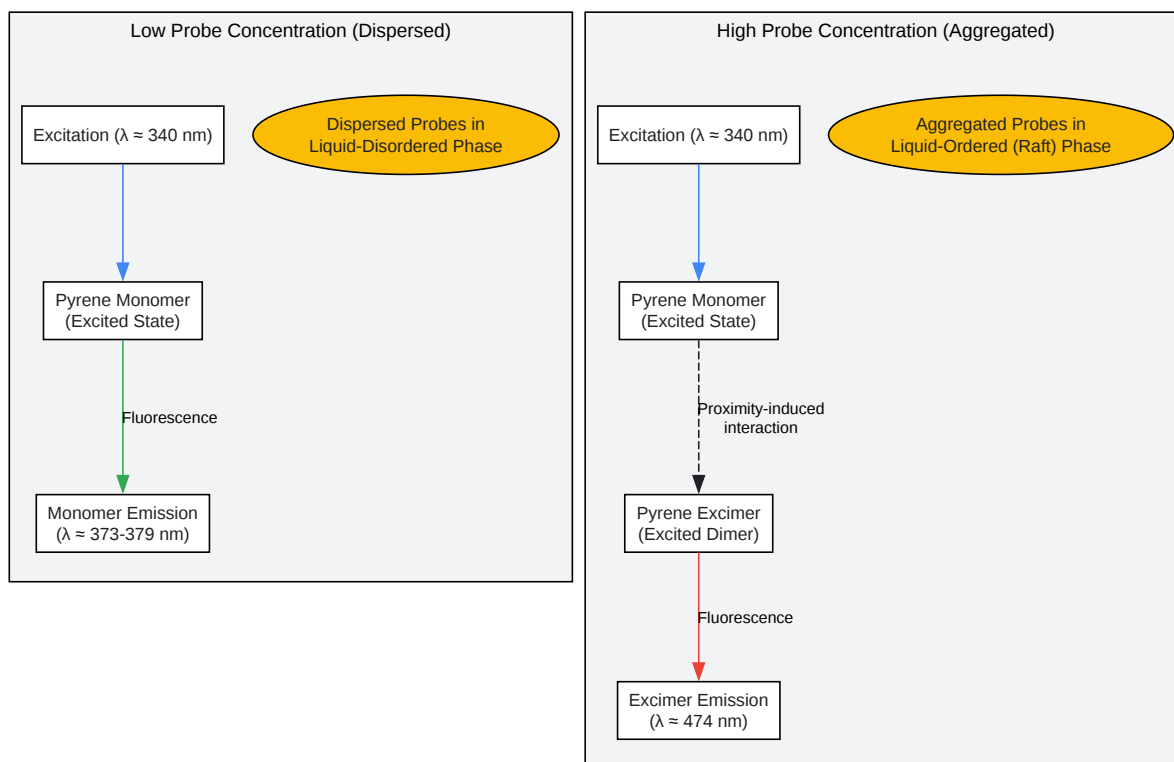 Low Probe Concentration (Dispersed)
Excitation (λ ≈ 340 nm)
Dispersed Probes in
Liquid-Disordered Phase
Pyrene Monomer
(Excited State)
Fluorescence
Monomer Emission
(λ ≈ 373-379 nm)
High Probe Concentration (Aggregated)
Excitation (λ ≈ 340 nm)
Aggregated Probes in
Liquid-Ordered (Raft) Phase
Pyrene Monomer
(Excited State)
Proximity-induced
interaction
Pyrene Excimer
(Excited Dimer)
Fluorescence
Excimer Emission
(λ ≈ 474 nm)